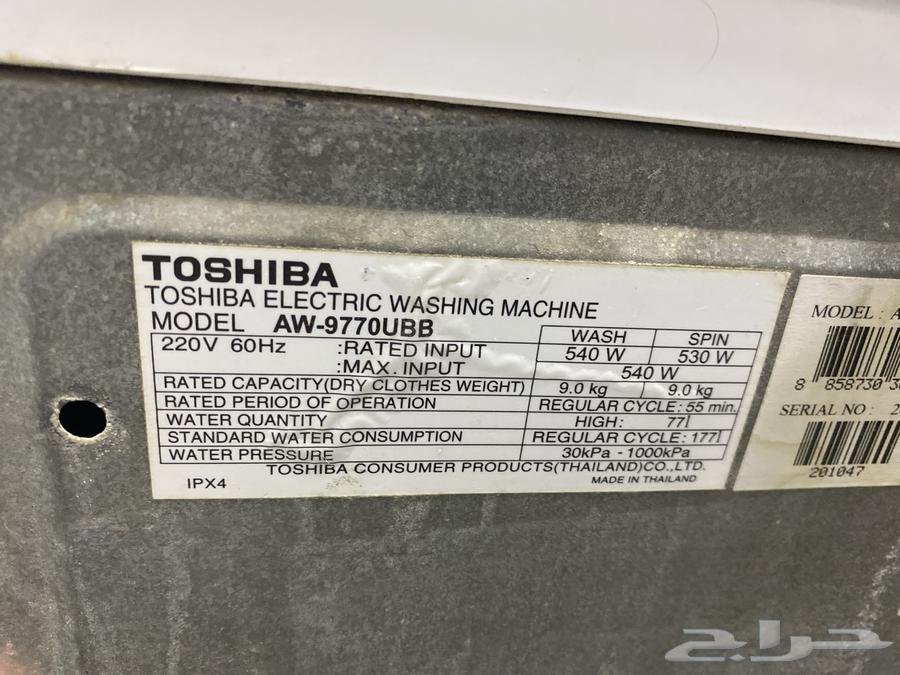 TOSHIBA
TOSHIBA ELECTRIC WASHING MACHINE
MODEL AW-9770UBB
WASH SPIN
220V 60Hz :RATED INPUT 540 W 530 W
:MAX. INPUT 540 W
RATED CAPACITY(DRY CLOTHES WEIGHT) 9.0 kg 9.0 kg
RATED PERIOD OF OPERATION REGULAR CYCLE: 55 min.
WATER QUANTITY HIGH: 77l
STANDARD WATER CONSUMPTION REGULAR CYCLE: 177l
WATER PRESSURE 30kPa - 1000kPa
TOSHIBA CONSUMER PRODUCTS(THAILAND)CO.,LTD.
IPX4 MADE IN THAILAND
MODEL :
8 858730
SERIAL NO :
201047
حراج